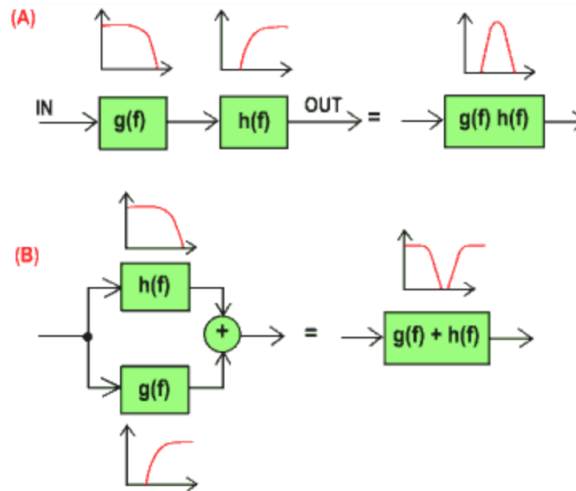 (A)
IN
g(f)
h(f)
OUT
=
g(f) h(f)
(B)
h(f)
+
=
g(f) + h(f)
g(f)